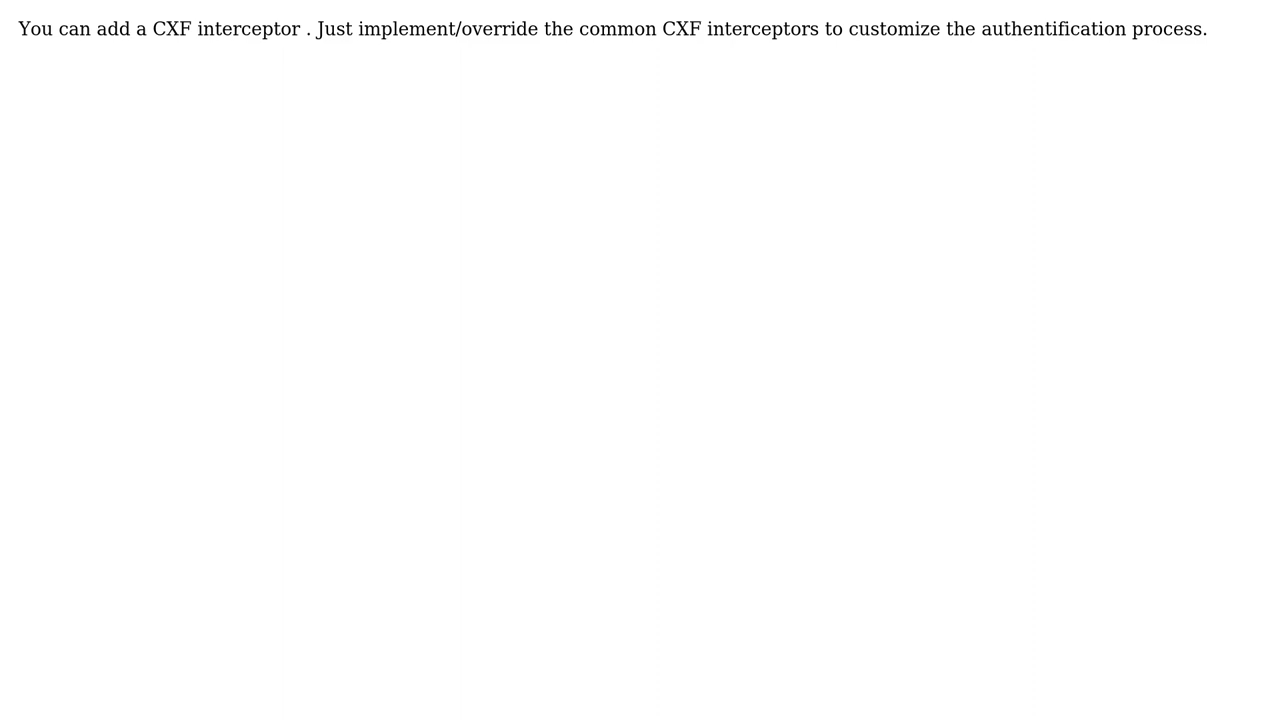 You can add a CXF interceptor . Just implement/override the common CXF interceptors to customize the authentification process.